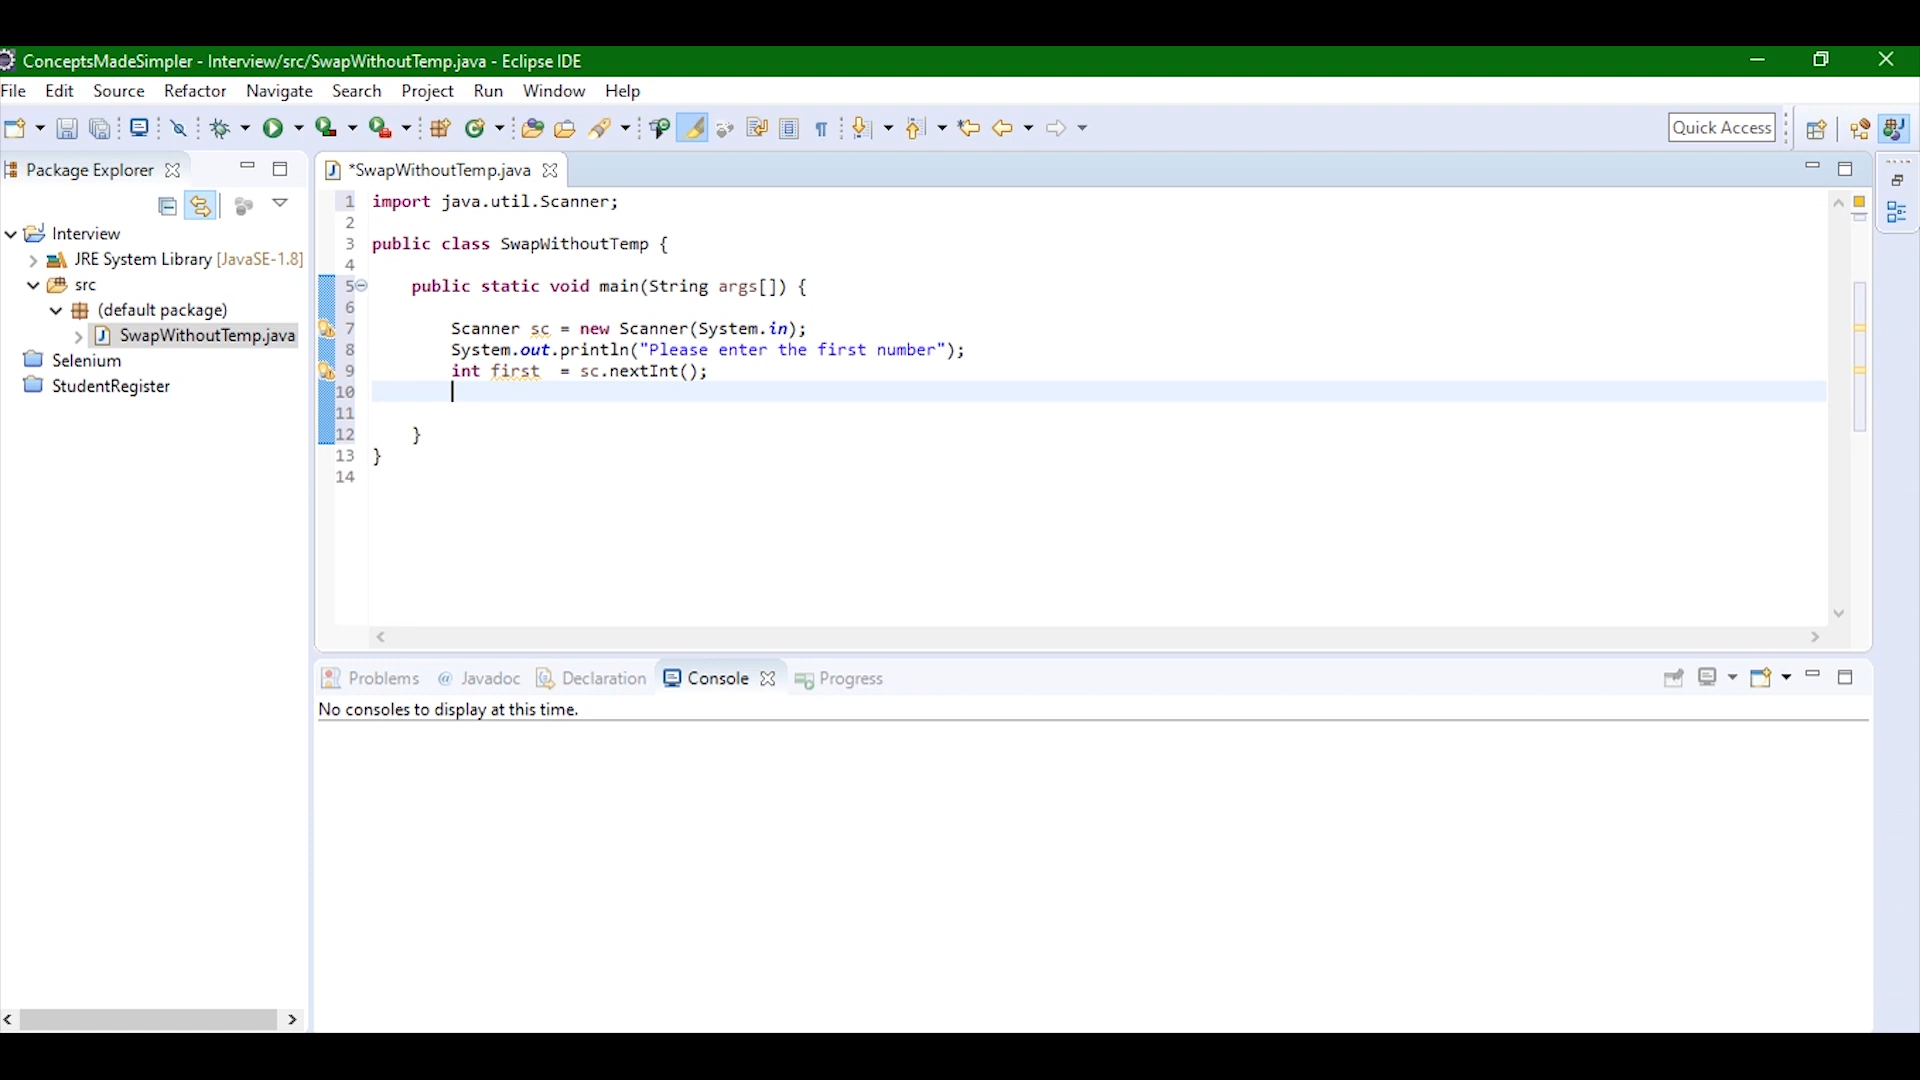 ConceptsMadeSimpler - Interview/src/SwapWithoutTemp.java - Eclipse IDE
File Edit Source Refactor Navigate Search Project Run Window Help
Quick Access
Package Explorer
Interview
JRE System Library [JavaSE-1.8]
src
(default package)
SwapWithoutTemp.java
Selenium
StudentRegister
*SwapWithoutTemp.java
1 import java.util.Scanner;
2
3 public class SwapWithoutTemp {
4
5 public static void main(String args[]) {
6
7 Scanner sc = new Scanner(System.in);
8 System.out.println("Please enter the first number");
9 int first  = sc.nextInt();
10
11
12 }
13 }
14
Problems @ Javadoc Declaration Console Progress
No consoles to display at this time.